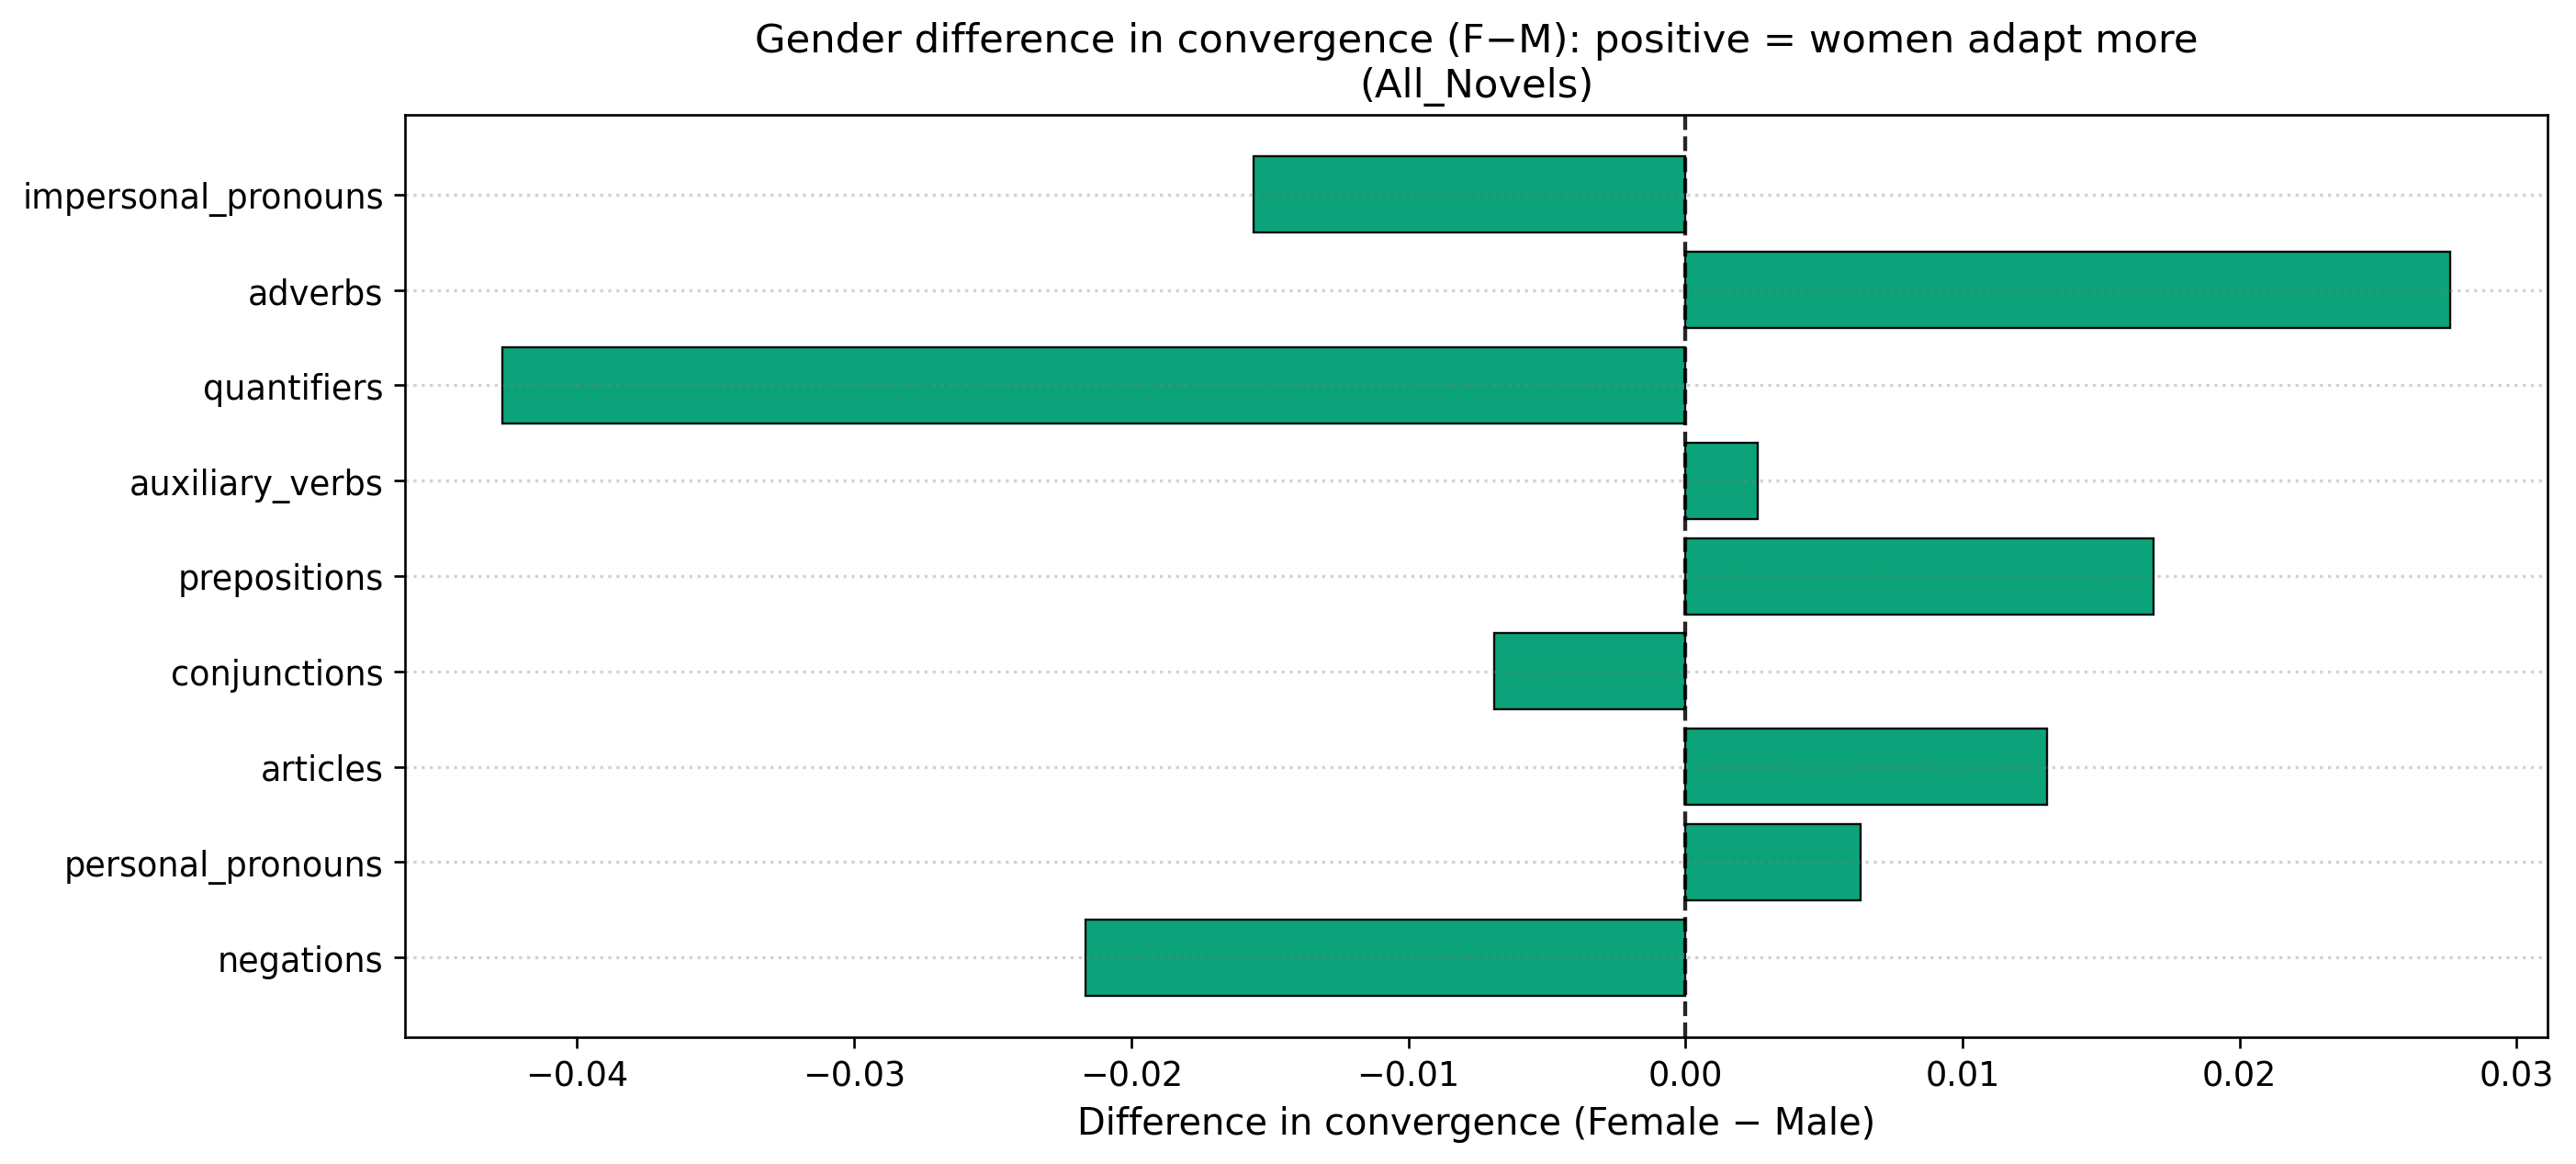 Gender difference in convergence (F−M): positive = women adapt more
(All_Novels)
impersonal_pronouns
adverbs
quantifiers
auxiliary_verbs
prepositions
conjunctions
articles
personal_pronouns
negations
−0.04 −0.03 −0.02 −0.01 0.00 0.01 0.02 0.03
Difference in convergence (Female − Male)